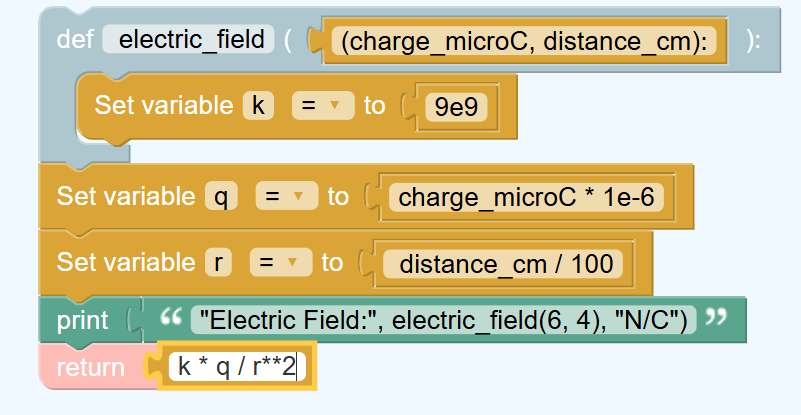 def electric_field ( (charge_microC, distance_cm): ):
Set variable k = to 9e9
Set variable q = to charge_microC * 1e-6
Set variable r = to distance_cm / 100
print “ "Electric Field:", electric_field(6, 4), "N/C") ”
return k * q / r**2